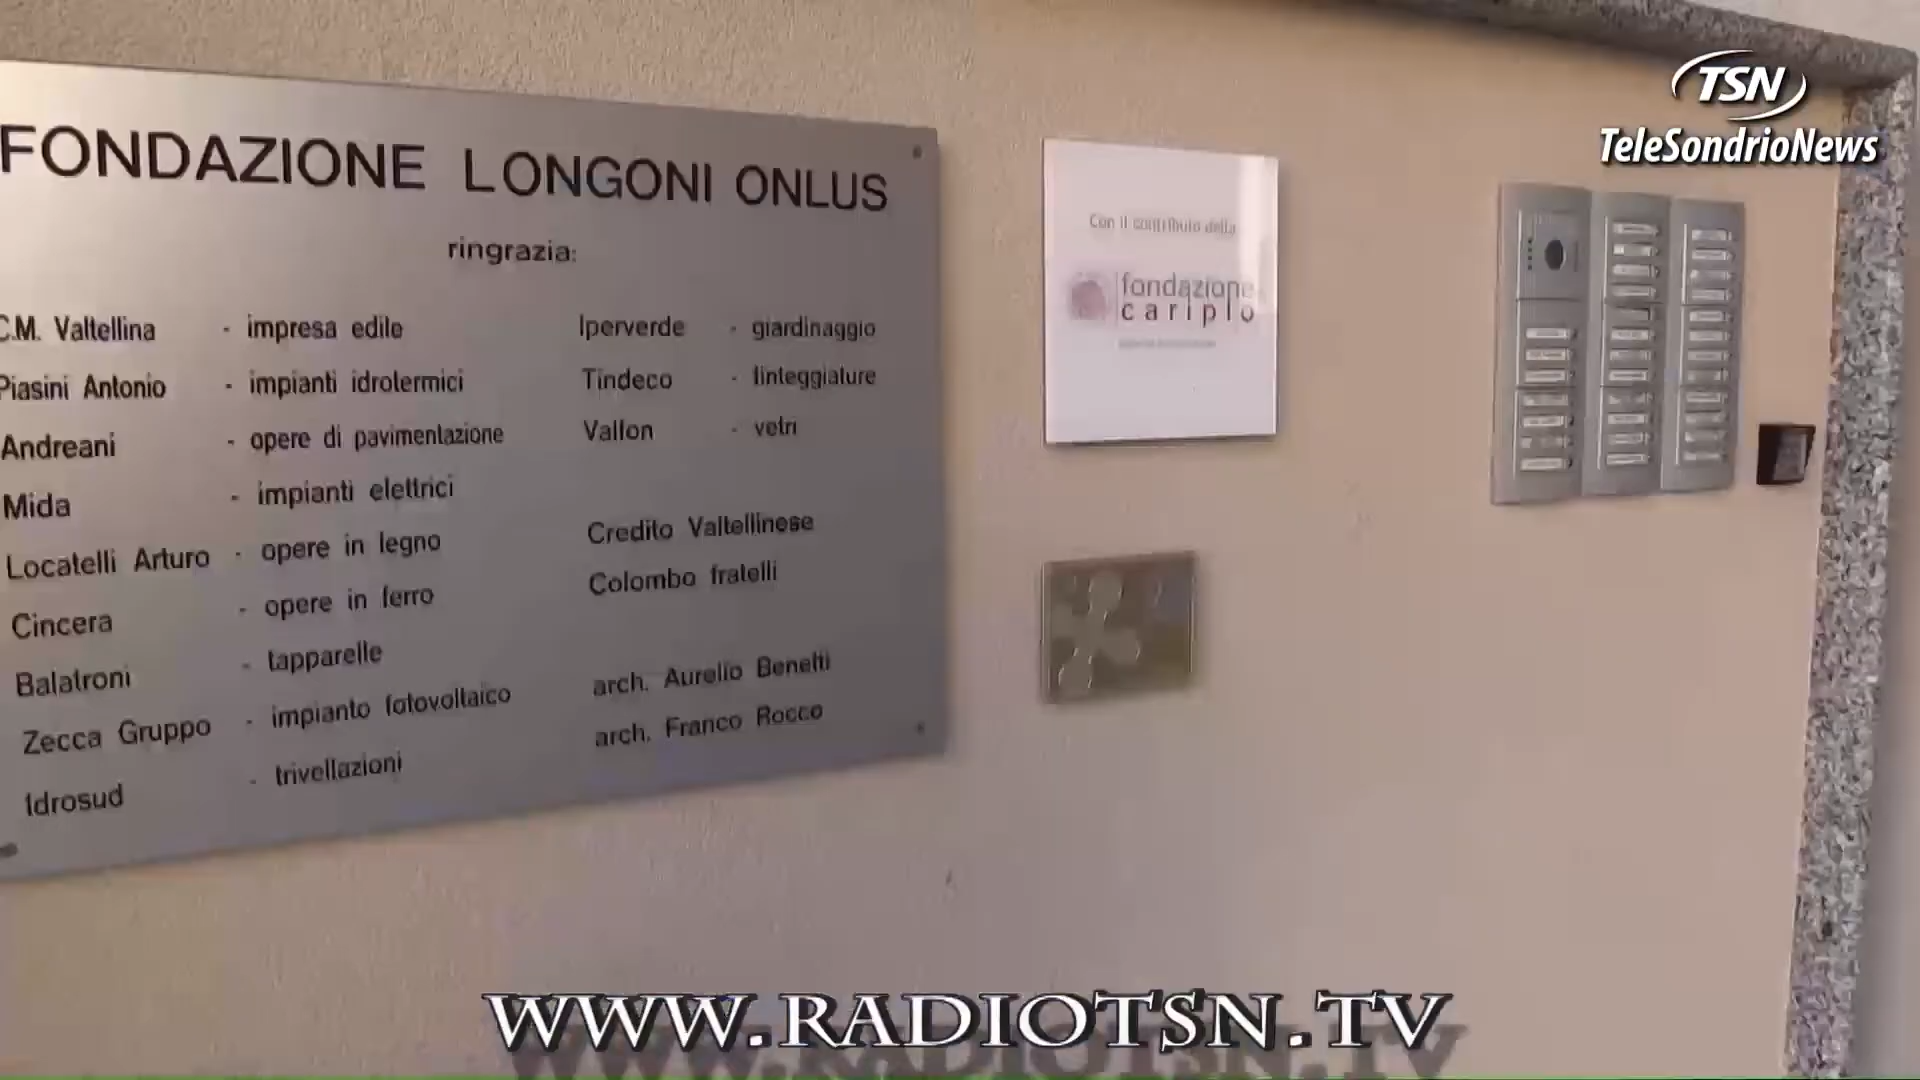 TSN
TeleSondrioNews
FONDAZIONE LONGONI ONLUS
ringrazia:
C.M. Valtellina - impresa edile
Piasini Antonio - impianti idrotermici
Andreani - opere di pavimentazione
Mida - impianti elettrici
Locatelli Arturo - opere in legno
Cincera - opere in ferro
Balatroni - tapparelle
Zecca Gruppo - impianto fotovoltaico
Idrosud - trivellazioni
Iperverde - giardinaggio
Tindeco - tinteggiature
Valfon - vetri
Credito Valtellinese
Colombo fratelli
arch. Aurelio Benetti
arch. Franco Rocco
Con il contributo della
fondazione
cariplo
WWW.RADIOTSN.TV